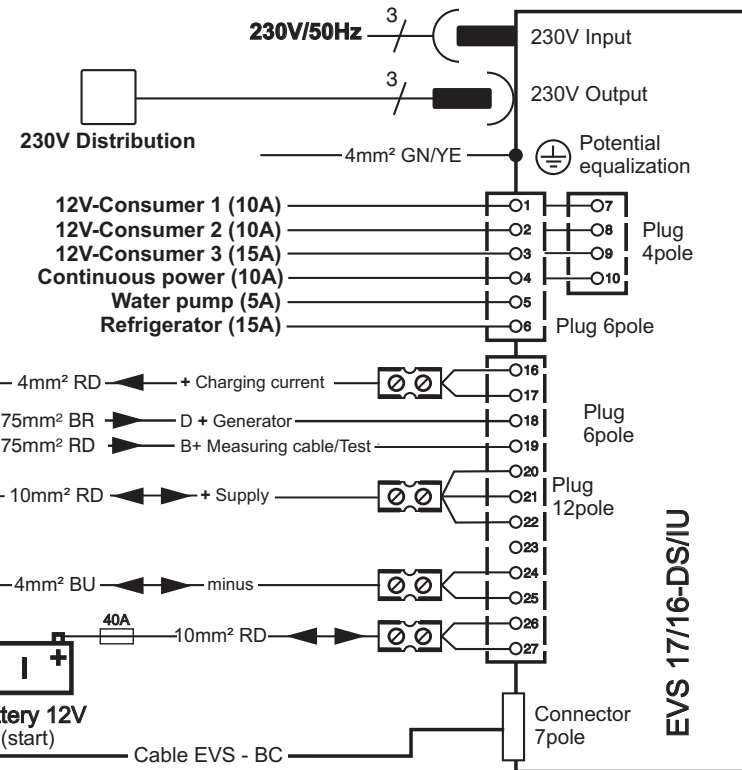 230V/50Hz
3
230V Input
3
230V Output
230V Distribution
4mm² GN/YE
Potential
equalization
12V-Consumer 1 (10A)
1
7
12V-Consumer 2 (10A)
2
8
Plug
4pole
12V-Consumer 3 (15A)
3
9
Continuous power (10A)
4
10
Water pump (5A)
5
Refrigerator (15A)
6
Plug 6pole
16
4mm² RD
+ Charging current
17
75mm² BR
D + Generator
18
Plug
6pole
75mm² RD
B+ Measuring cable/Test
19
20
10mm² RD
+ Supply
21
Plug
12pole
22
23
24
4mm² BU
minus
25
40A
26
10mm² RD
27
EVS 17/16-DS/IU
I
+
ttery 12V
(start)
Connector
7pole
Cable EVS - BC